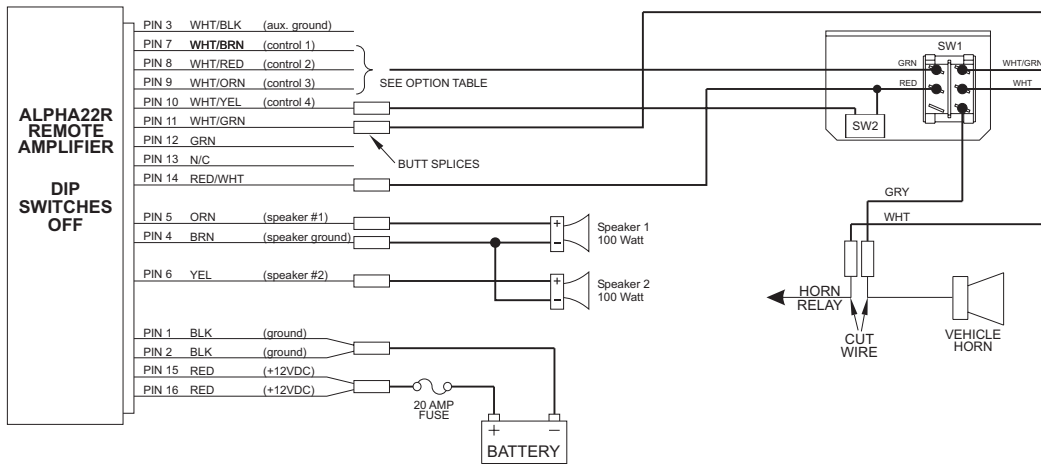 ALPHA22R
REMOTE
AMPLIFIER
DIP
SWITCHES
OFF
PIN 3 WHT/BLK (aux. ground)
PIN 7 WHT/BRN (control 1)
PIN 8 WHT/RED (control 2)
PIN 9 WHT/ORN (control 3)
PIN 10 WHT/YEL (control 4)
PIN 11 WHT/GRN
PIN 12 GRN
PIN 13 N/C
PIN 14 RED/WHT
PIN 5 ORN (speaker #1)
PIN 4 BRN (speaker ground)
PIN 6 YEL (speaker #2)
PIN 1 BLK (ground)
PIN 2 BLK (ground)
PIN 15 RED (+12VDC)
PIN 16 RED (+12VDC)
SEE OPTION TABLE
BUTT SPLICES
+
–
Speaker 1
100 Watt
+
–
Speaker 2
100 Watt
20 AMP
FUSE
+ –
BATTERY
SW1
GRN WHT/GRN
RED WHT
SW2
GRY
WHT
HORN
RELAY
CUT
WIRE
VEHICLE
HORN